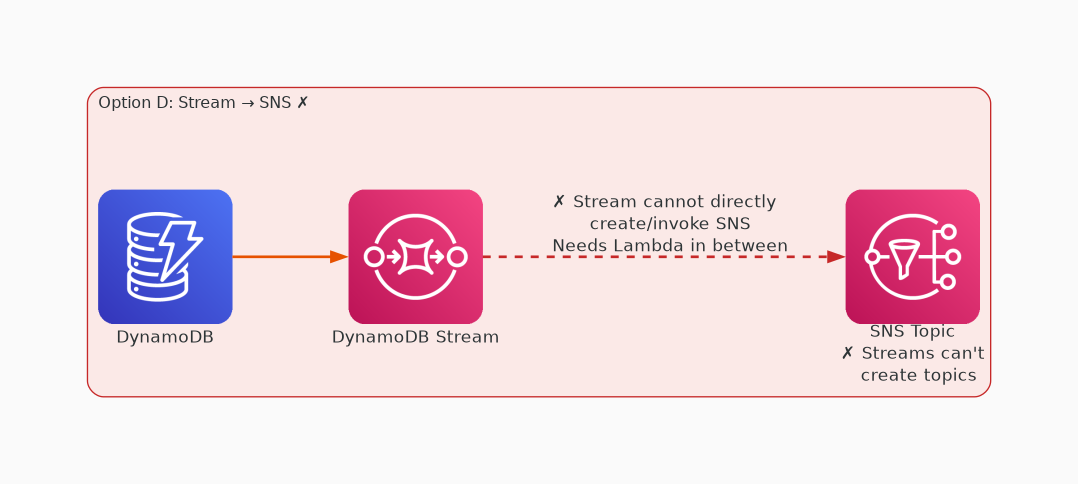 Option D: Stream → SNS ✗
✗ Stream cannot directly
create/invoke SNS
Needs Lambda in between
DynamoDB
DynamoDB Stream
SNS Topic
✗ Streams can't
create topics